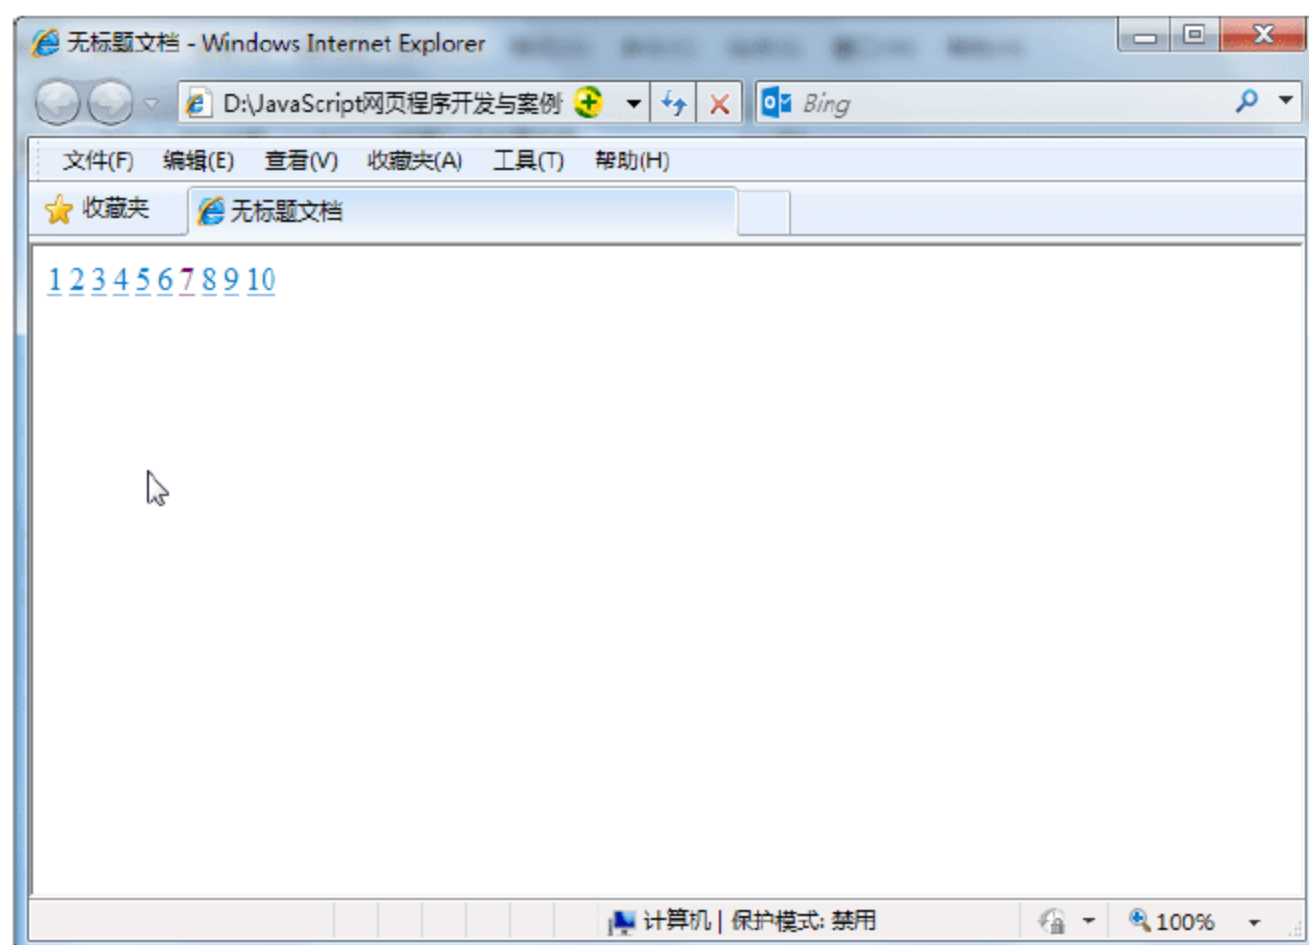 无标题文档 - Windows Internet Explorer
D:\JavaScript网页程序开发与案例 Bing
文件(F) 编辑(E) 查看(V) 收藏夹(A) 工具(T) 帮助(H)
收藏夹 无标题文档
1 2 3 4 5 6 7 8 9 10
计算机 | 保护模式: 禁用 100%